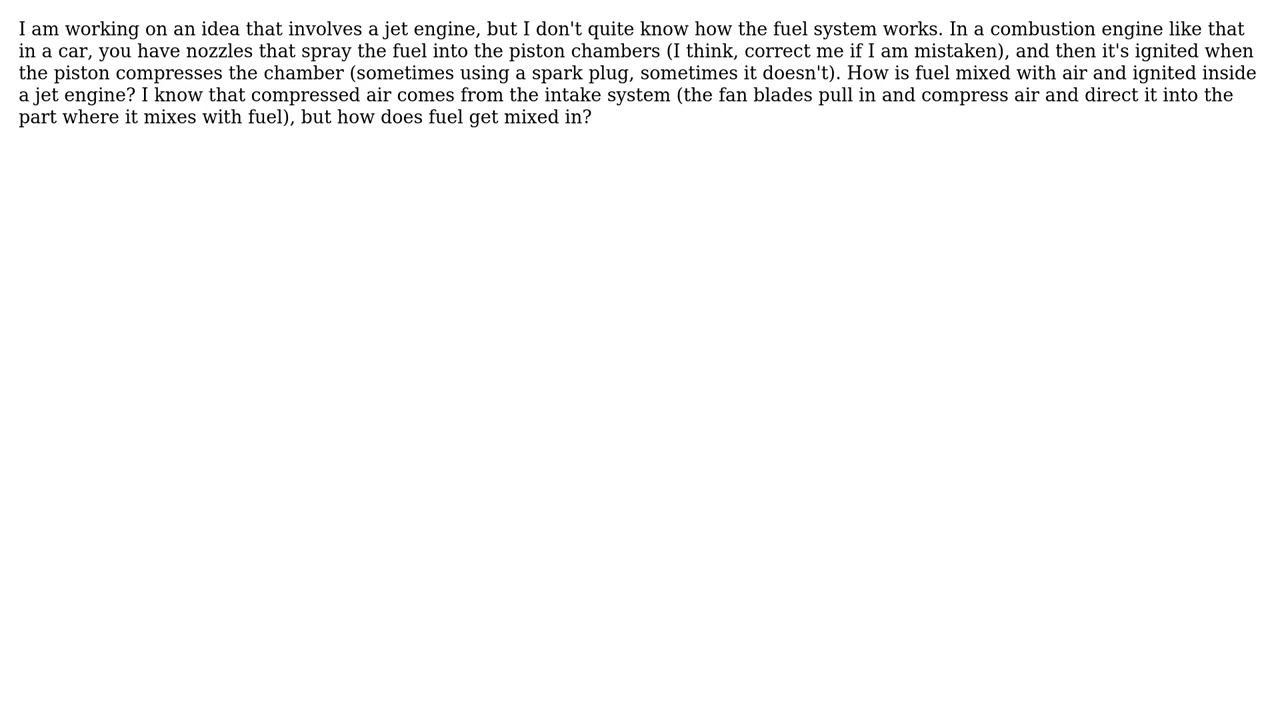 I am working on an idea that involves a jet engine, but I don't quite know how the fuel system works. In a combustion engine like that
in a car, you have nozzles that spray the fuel into the piston chambers (I think, correct me if I am mistaken), and then it's ignited when
the piston compresses the chamber (sometimes using a spark plug, sometimes it doesn't). How is fuel mixed with air and ignited inside
a jet engine? I know that compressed air comes from the intake system (the fan blades pull in and compress air and direct it into the
part where it mixes with fuel), but how does fuel get mixed in?